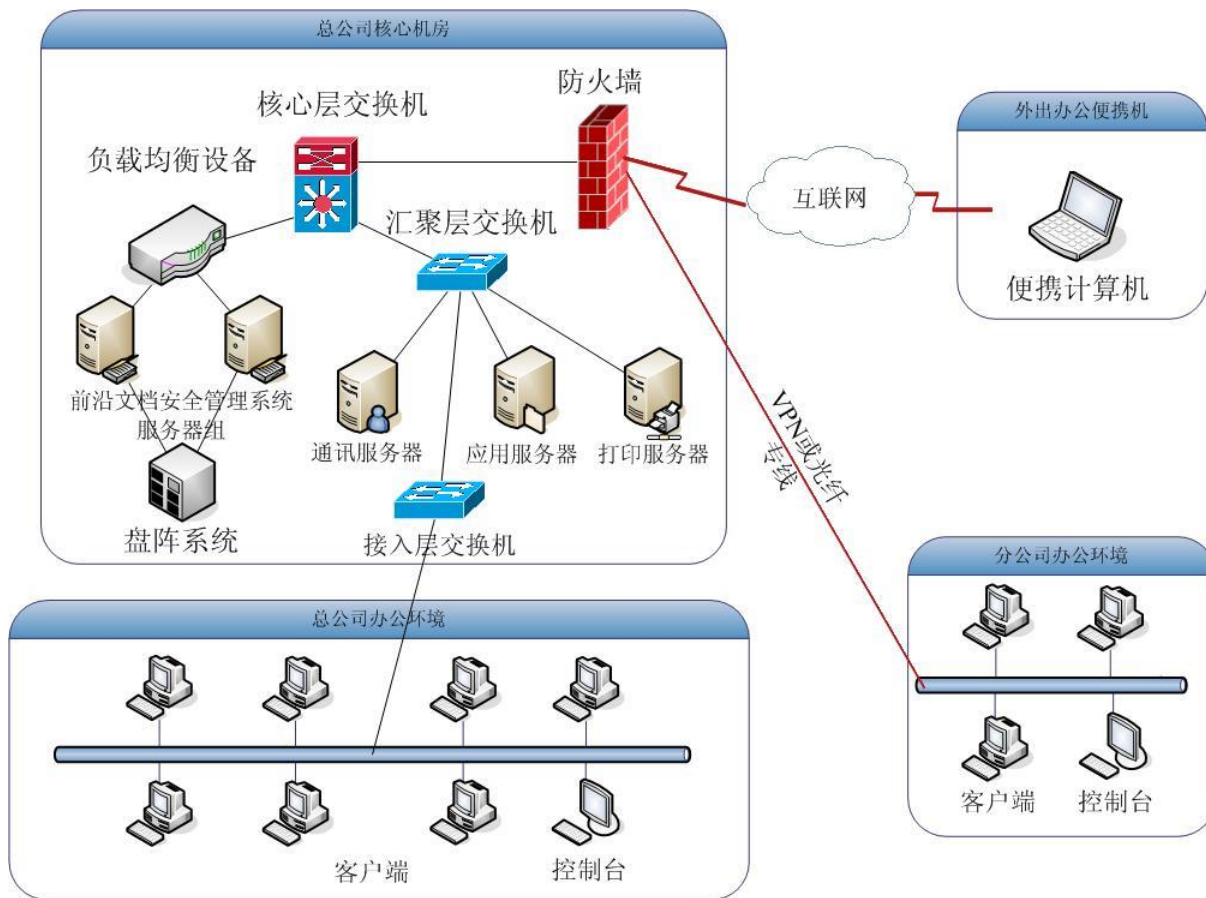 总公司核心机房
防火墙
核心层交换机
负载均衡设备
汇聚层交换机
前沿文档安全管理系统
服务器组
通讯服务器
应用服务器
打印服务器
盘阵系统
接入层交换机
互联网
外出办公便携机
便携计算机
VPN或光纤
专线
总公司办公环境
客户端
控制台
分公司办公环境
客户端
控制台